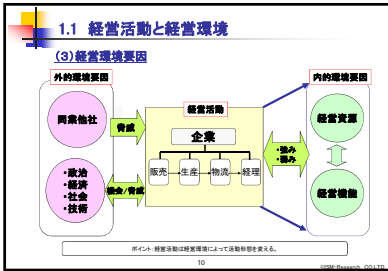 1.1 経営活動と経営環境
(3)経営環境要因
外的環境要因
内的環境要因
同業他社
脅威
経営活動
企業
販売
生産
物流
経理
・強み
・弱み
経営資源
・政治
・経済
・社会
・技術
機会/脅威
経営機能
ポイント:経営活動は経営環境によって活動形態を変える。
10
©ISM-Research CO.LTD.